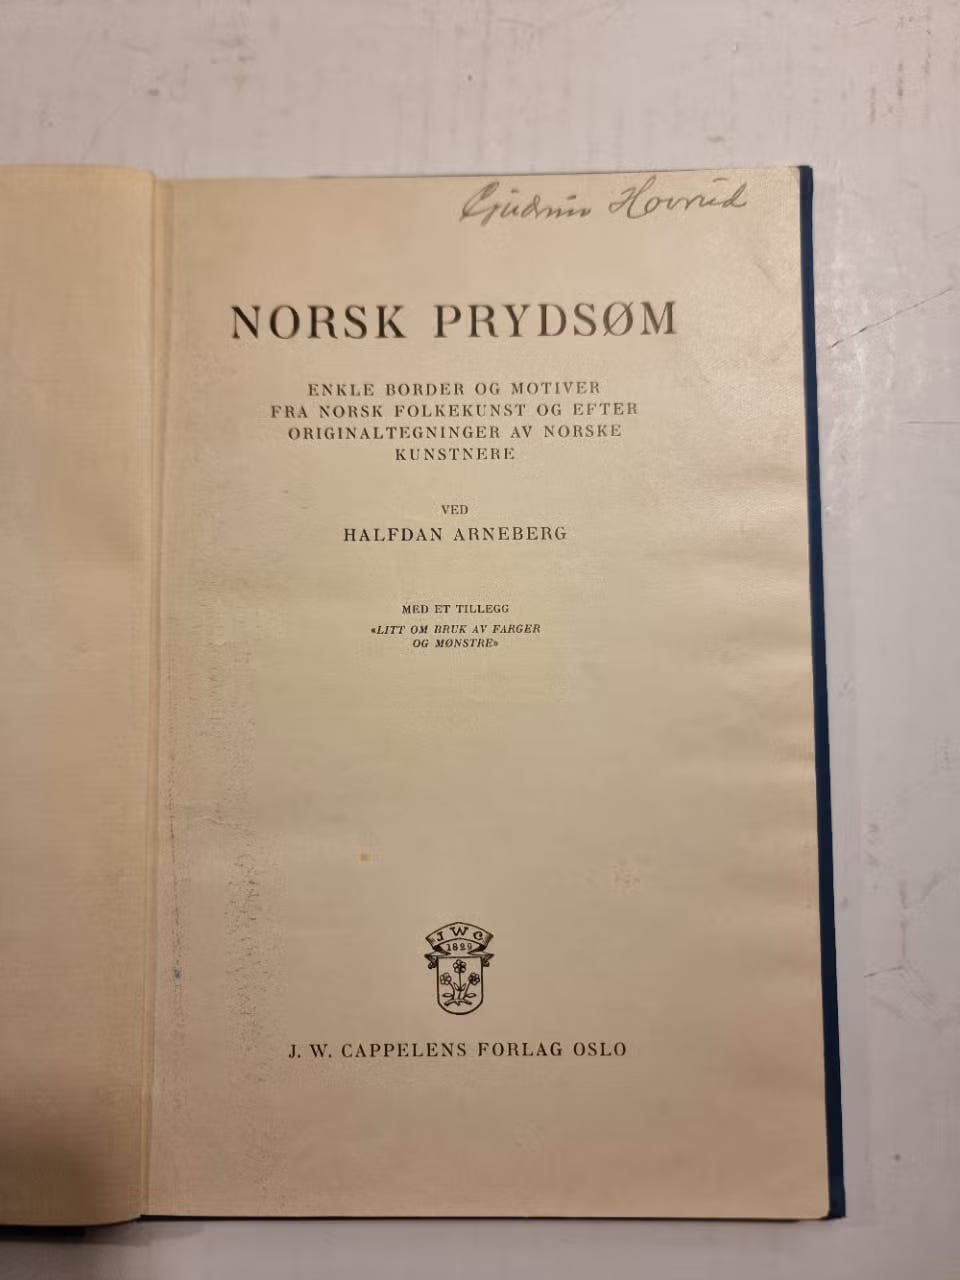 Gudrun Hovrud
NORSK PRYDSØM
ENKLE BORDER OG MOTIVER
FRA NORSK FOLKEKUNST OG EFTER
ORIGINALTEGNINGER AV NORSKE
KUNSTNERE
VED
HALFDAN ARNEBERG
MED ET TILLEGG
«LITT OM BRUK AV FARGER
OG MØNSTRE»
J W C
1829
J. W. CAPPELENS FORLAG OSLO